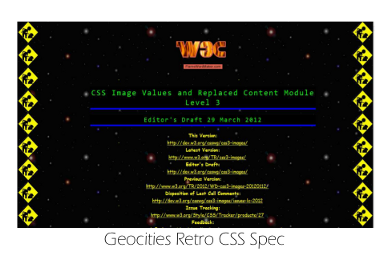 W3C
CSS Image Values and Replaced Content Module
Level 3
Editor's Draft 29 March 2012
This Version:
http://dev.w3.org/csswg/css3-images/
Latest Version:
http://www.w3.org/TR/css3-images/
Editor's Draft:
http://dev.w3.org/csswg/css3-images/
Previous Version:
http://www.w3.org/TR/2012/WD-css3-images-20120112/
Disposition of Last Call Comments:
http://dev.w3.org/csswg/css3-images/issues-lc-2012
Issue Tracking:
http://www.w3.org/Style/CSS/Tracker/products/27
Feedback:
Geocities Retro CSS Spec